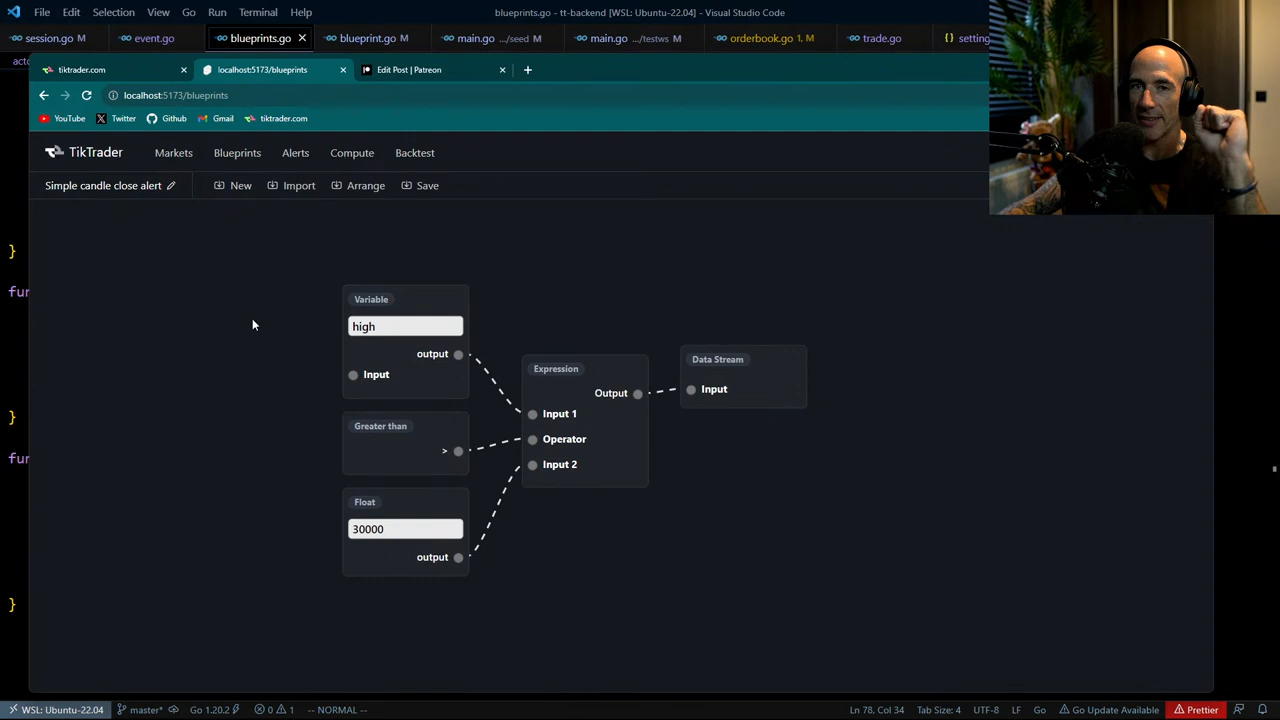 File Edit Selection View Go Run Terminal Help blueprints.go - tt-backend [WSL: Ubuntu-22.04] - Visual Studio Code
session.go M event.go blueprints.go blueprint.go M main.go .../seed M main.go .../testws M orderbook.go 1, M trade.go {} setting
acto
tiktrader.com localhost:5173/blueprints Edit Post | Patreon
localhost:5173/blueprints
YouTube Twitter Github Gmail tiktrader.com
TikTrader Markets Blueprints Alerts Compute Backtest
Simple candle close alert New Import Arrange Save
}
fun
}
fun
}
Variable
high
output
Input
Greater than
>
Float
30000
output
Expression
Output
Input 1
Operator
Input 2
Data Stream
Input
WSL: Ubuntu-22.04 master* Go 1.20.2 0 1 -- NORMAL -- Ln 78, Col 34 Tab Size: 4 UTF-8 LF Go Go Update Available Prettier